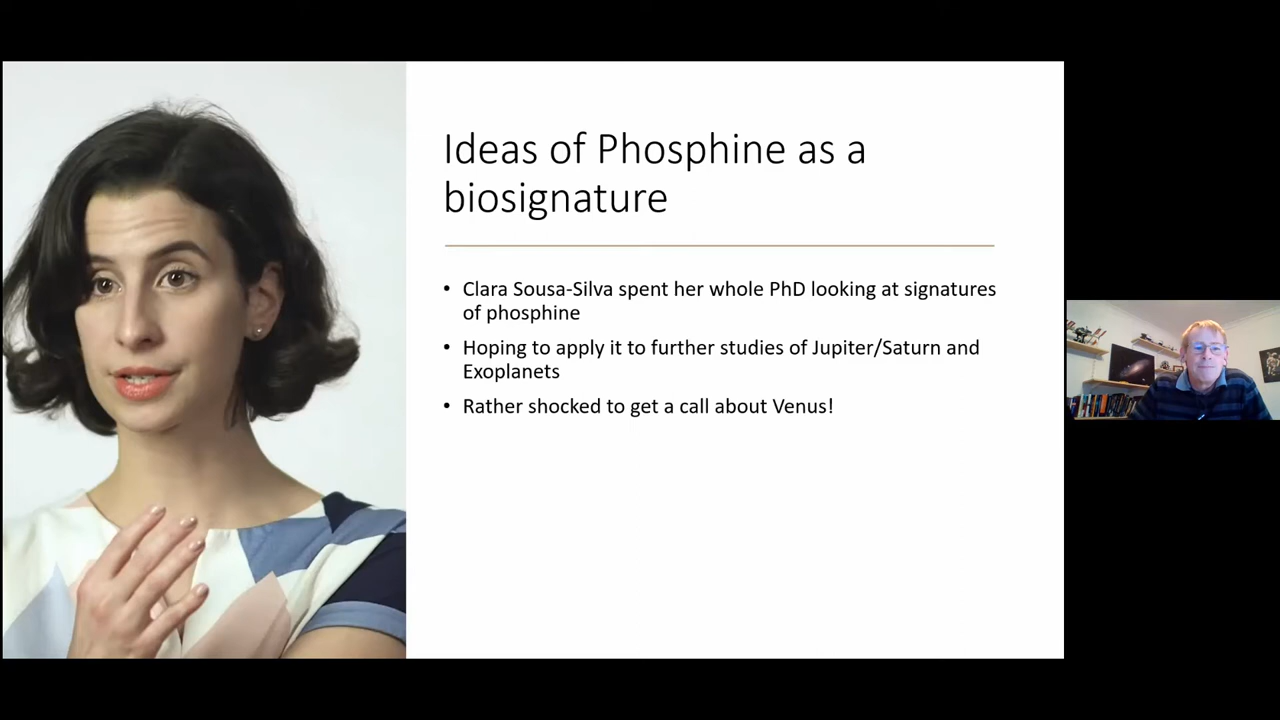 Ideas of Phosphine as a
biosignature
• Clara Sousa-Silva spent her whole PhD looking at signatures
of phosphine
• Hoping to apply it to further studies of Jupiter/Saturn and
Exoplanets
• Rather shocked to get a call about Venus!